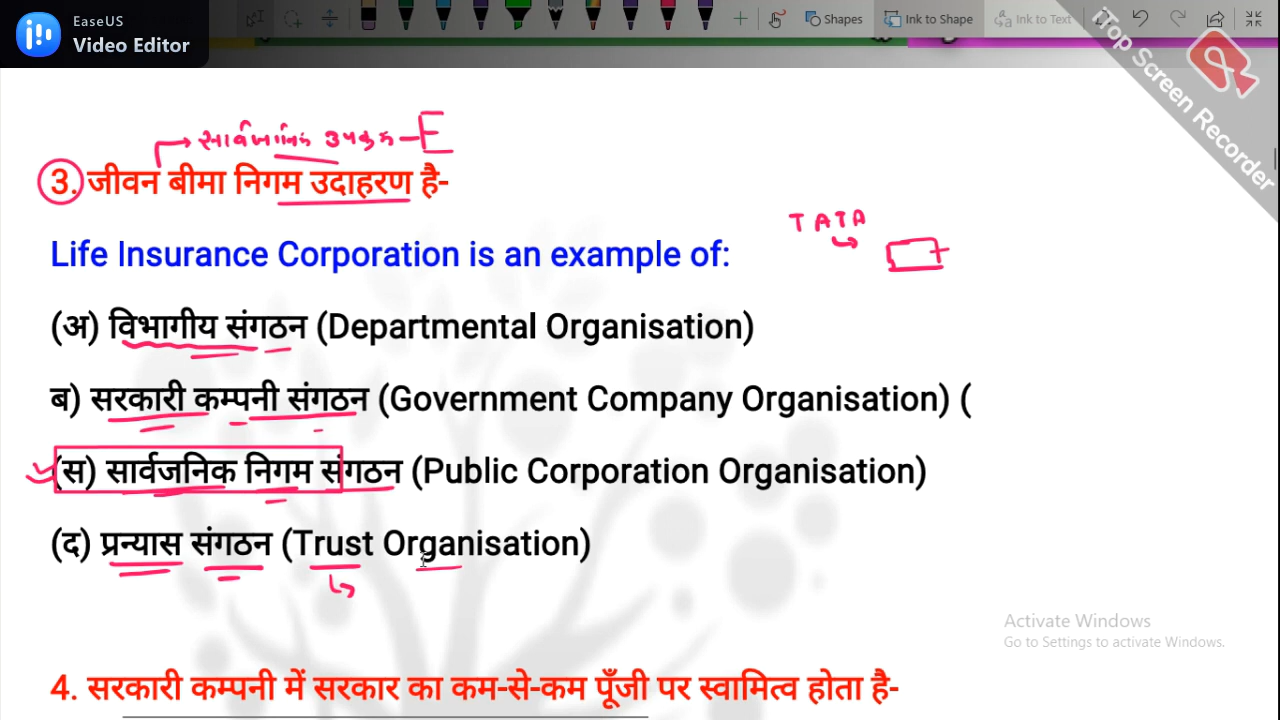 EaseUS
Video Editor
Shapes
Ink to Shape
Ink to Text
iTop Screen Recorder
सार्वजनिक उपक्रम – E
3. जीवन बीमा निगम उदाहरण है-
TATA
Life Insurance Corporation is an example of:
(अ) विभागीय संगठन (Departmental Organisation)
ब) सरकारी कम्पनी संगठन (Government Company Organisation) (
(स) सार्वजनिक निगम संगठन (Public Corporation Organisation)
(द) प्रन्यास संगठन (Trust Organisation)
Activate Windows
Go to Settings to activate Windows.
4. सरकारी कम्पनी में सरकार का कम-से-कम पूँजी पर स्वामित्व होता है-